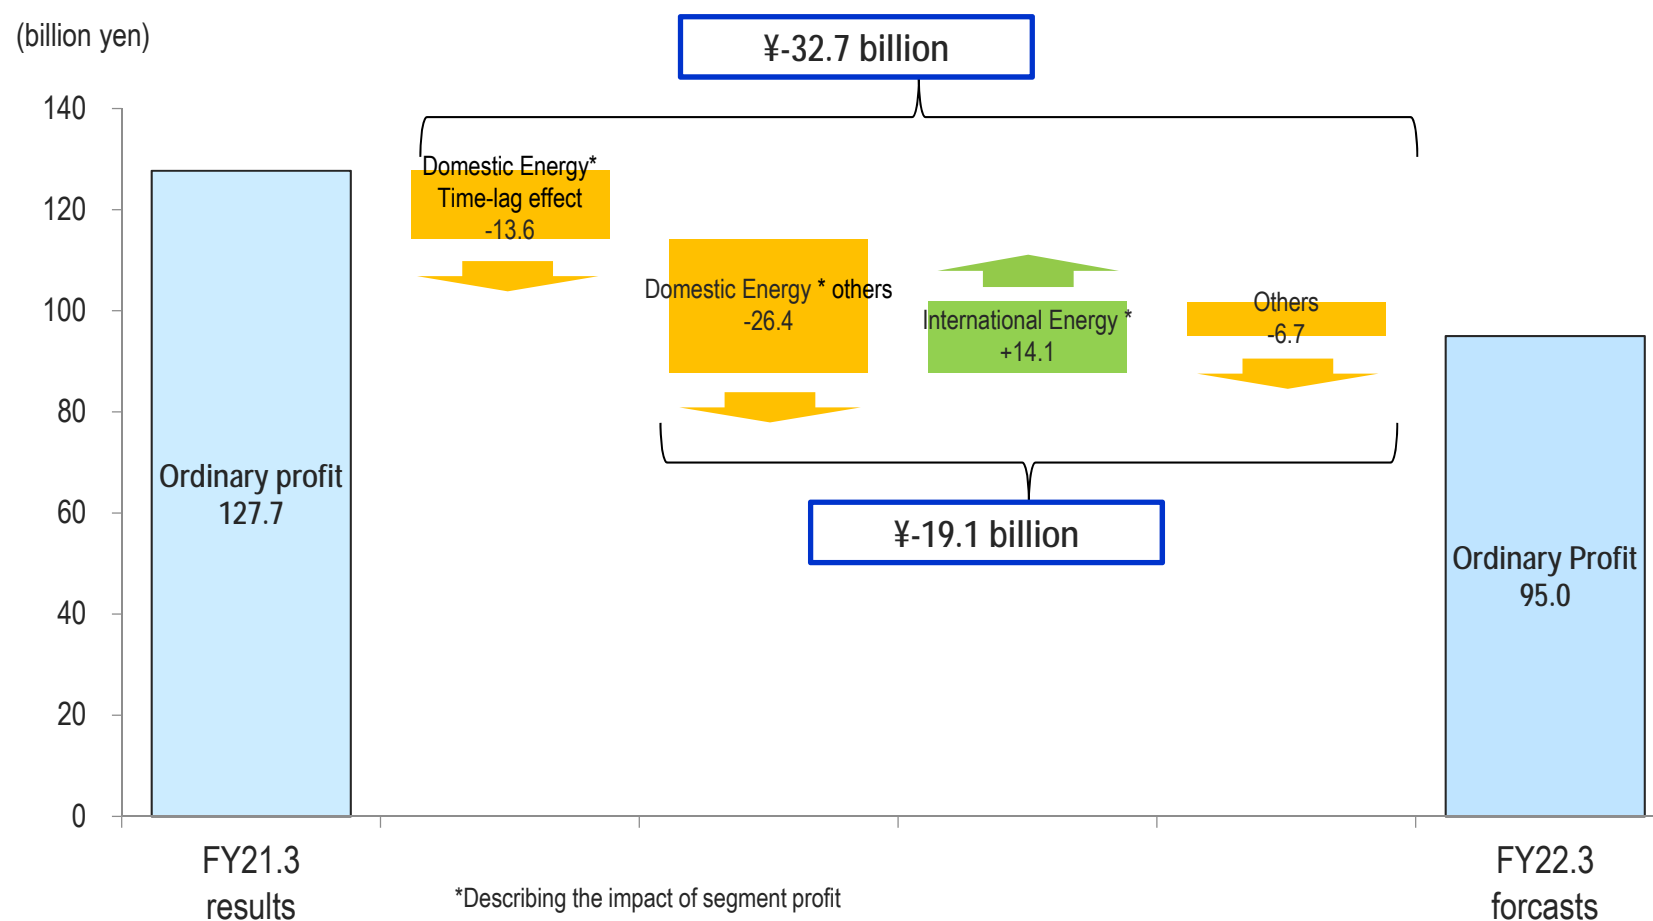 (billion yen)
¥-32.7 billion
140
120
100
80
60
40
20
0
Domestic Energy*
Time-lag effect
-13.6
Domestic Energy * others
-26.4
International Energy *
+14.1
Others
-6.7
Ordinary profit
127.7
¥-19.1 billion
Ordinary Profit
95.0
FY21.3
results
FY22.3
forcasts
*Describing the impact of segment profit